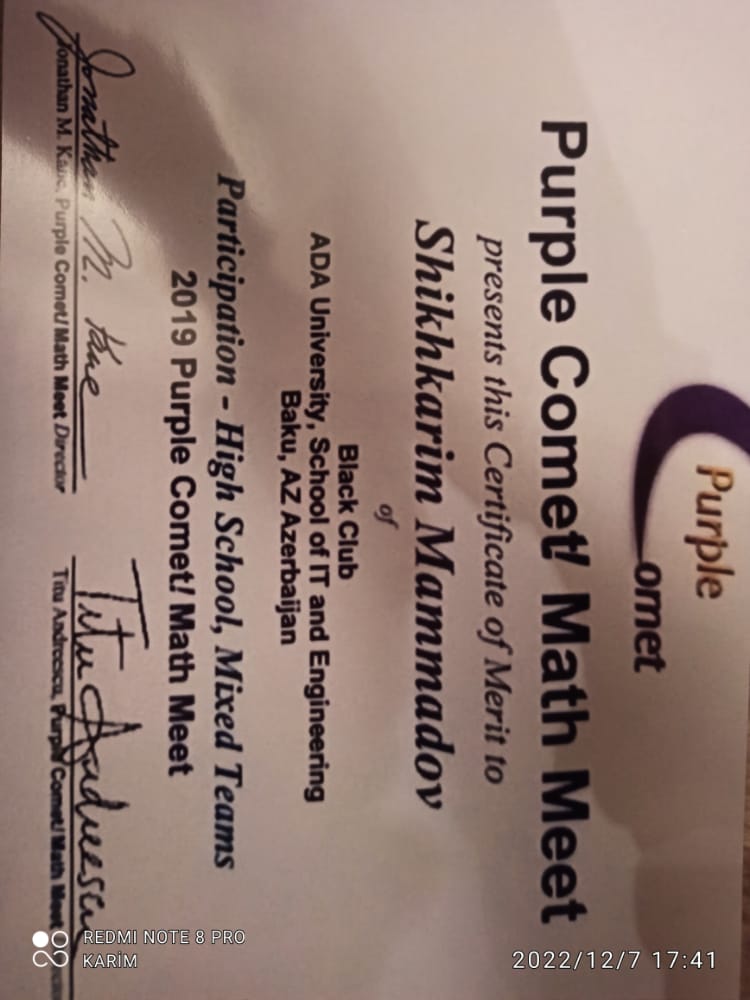 Purple
Comet
Purple Comet! Math Meet
presents this Certificate of Merit to
Shikhkarim Mammadov
of
Black Club
ADA University, School of IT and Engineering
Baku, AZ Azerbaijan
Participation - High School, Mixed Teams
2019 Purple Comet! Math Meet
Jonathan M. Kane
Titu Andreescu
Jonathan M. Kane, Purple Comet! Math Meet Director
Titu Andreescu, Purple Comet! Math Meet
REDMI NOTE 8 PRO
KARİM
2022/12/7 17:41